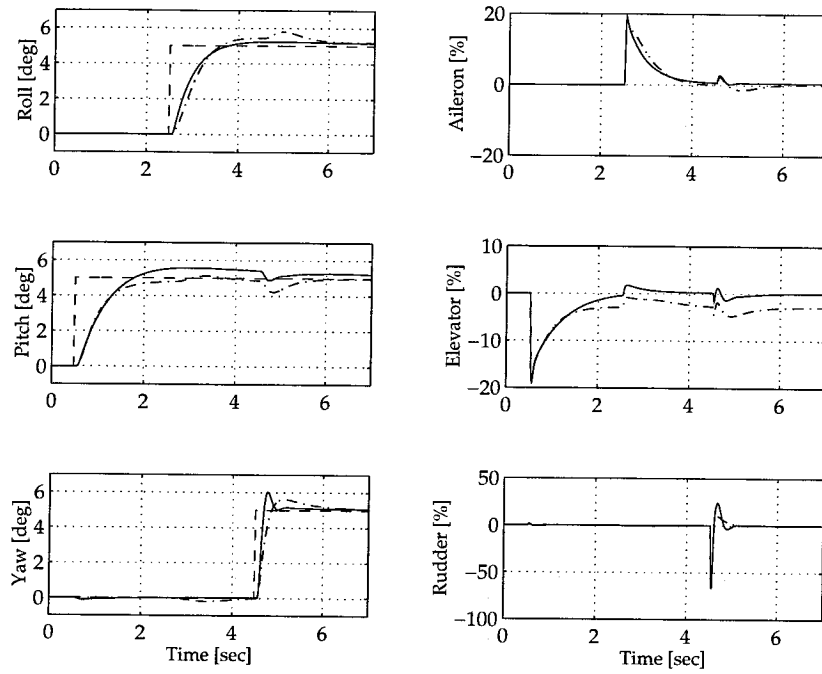 Roll [deg]
6
4
2
0
0 2 4 6
Aileron [%]
20
0
−20
0 2 4 6
Pitch [deg]
6
4
2
0
0 2 4 6
Elevator [%]
10
0
−10
−20
0 2 4 6
Yaw [deg]
6
4
2
0
0 2 4 6
Time [sec]
Rudder [%]
50
0
−50
−100
0 2 4 6
Time [sec]